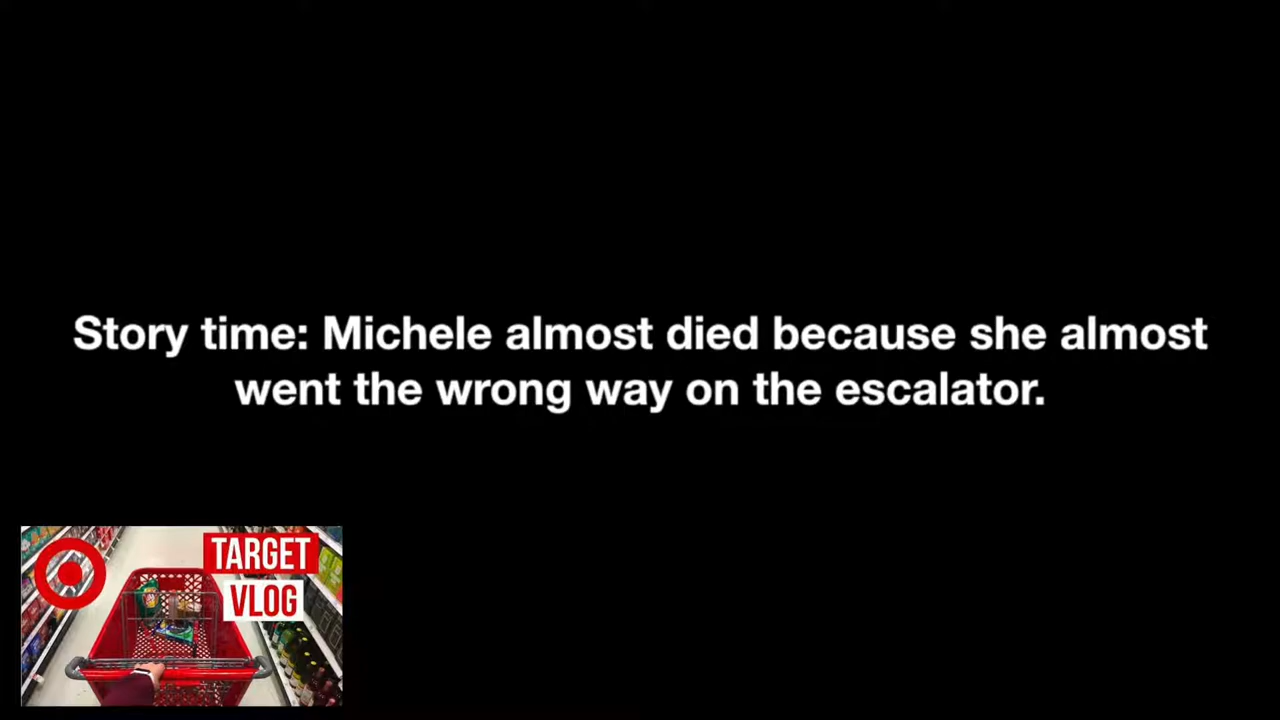 Story time: Michele almost died because she almost
went the wrong way on the escalator.
TARGET
VLOG